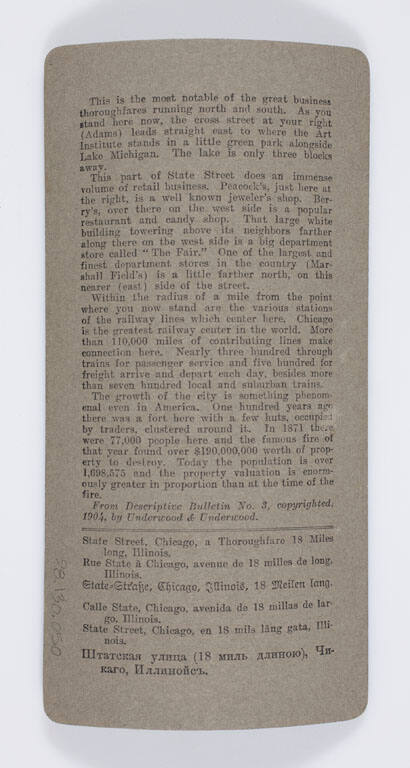 This is the most notable of the great business
thoroughfares running north and south. As you
stand here now, the cross street at your right
(Adams) leads straight east to where the Art
Institute stands in a little green park alongside
Lake Michigan. The lake is only three blocks
away.
This part of State Street does an immense
volume of retail business. Peacock's, just here at
the right, is a well known jeweler's shop. Ber-
ry's, over there on the west side is a popular
restaurant and candy shop. That large white
building towering above its neighbors farther
along there on the west side is a big department
store called "The Fair." One of the largest and
finest department stores in the country (Mar-
shall Field's) is a little farther north, on this
nearer (east) side of the street.
Within the radius of a mile from the point
where you now stand are the various stations
of the railway lines which center here. Chicago
is the greatest railway center in the world. More
than 110,000 miles of contributing lines make
connection here. Nearly three hundred through
trains for passenger service and five hundred for
freight arrive and depart each day, besides more
than seven hundred local and suburban trains.
The growth of the city is something phenom-
enal even in America. One hundred years ago
there was a fort here with a few huts, occupied
by traders, clustered around it. In 1871 there
were 77,000 people here and the famous fire of
that year found over $190,000,000 worth of prop-
erty to destroy. Today the population is over
1,698,575 and the property valuation is enorm-
ously greater in proportion than at the time of the
fire.
From Descriptive Bulletin No. 3, copyrighted,
1904, by Underwood & Underwood.
State Street, Chicago, a Thoroughfare 18 Miles
long, Illinois.
Rue State à Chicago, avenue de 18 milles de long,
Illinois.
State-Straße, Chicago, Illinois, 18 Meilen lang.
Calle State, Chicago, avenida de 18 millas de lar-
go, Illinois.
State Street, Chicago, en 18 mils lång gata, Illi-
nois.
Штатская улица (18 миль длиною), Чи-
каго, Иллинойсъ.